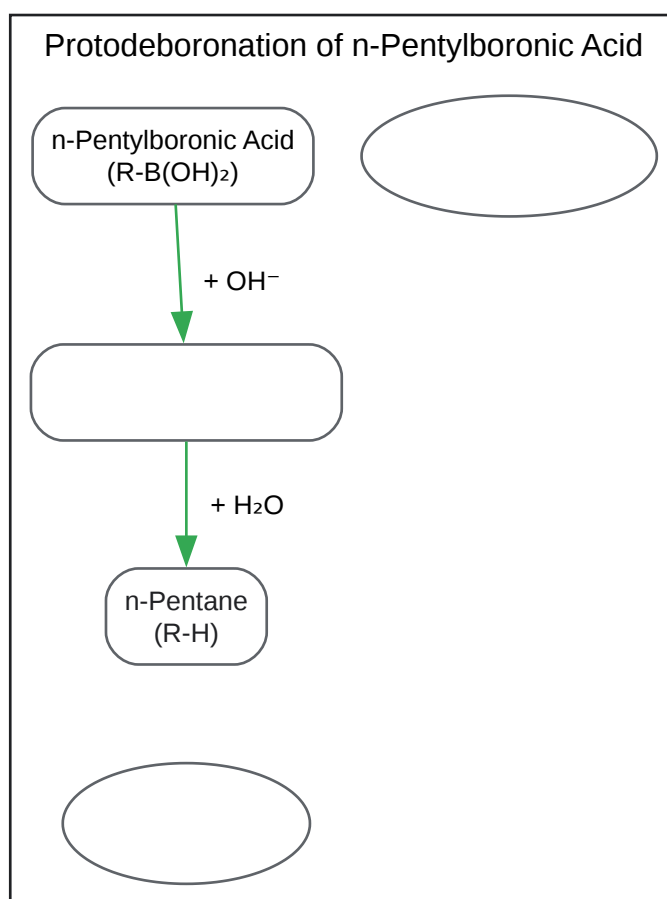 Protodeboronation of n-Pentylboronic Acid
n-Pentylboronic Acid
(R-B(OH)₂)
+ OH⁻
+ H₂O
n-Pentane
(R-H)